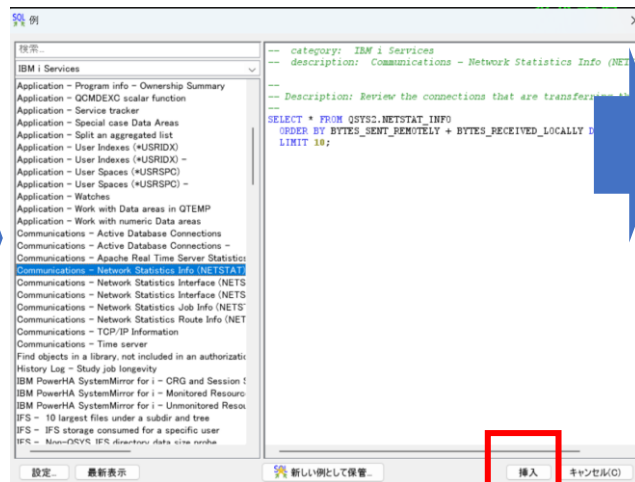 SQL 例
検索...
IBM i Services
Application - Program info - Ownership Summary
Application - QCMDEXC scalar function
Application - Service tracker
Application - Special case Data Areas
Application - Split an aggregated list
Application - User Indexes (*USRIDX)
Application - User Indexes (*USRIDX) -
Application - User Spaces (*USRSPC)
Application - User Spaces (*USRSPC) -
Application - Watches
Application - Work with Data areas in QTEMP
Application - Work with numeric Data areas
Communications - Active Database Connections
Communications - Active Database Connections -
Communications - Apache Real Time Server Statistics
Communications - Network Statistics Info (NETSTAT)
Communications - Network Statistics Interface (NETS
Communications - Network Statistics Interface (NETS
Communications - Network Statistics Job Info (NETS
Communications - Network Statistics Route Info (NET
Communications - TCP/IP Information
Communications - Time server
Find objects in a library, not included in an authorizatio
History Log - Study job longevity
IBM PowerHA SystemMirror for i - CRG and Session
IBM PowerHA SystemMirror for i - Monitored Resourc
IBM PowerHA SystemMirror for i - Unmonitored Resou
IFS - 10 largest files under a subdir and tree
IFS - IFS storage consumed for a specific user
IFS - Non-QSYS IFS directory data size probe
-- category: IBM i Services
-- description: Communications - Network Statistics Info (NET
--
-- Description: Review the connections that are transferring th
--
SELECT * FROM QSYS2.NETSTAT_INFO
ORDER BY BYTES_SENT_REMOTELY + BYTES_RECEIVED_LOCALLY D
LIMIT 10;
設定...
最新表示
SQL 新しい例として保管...
挿入
キャンセル(C)